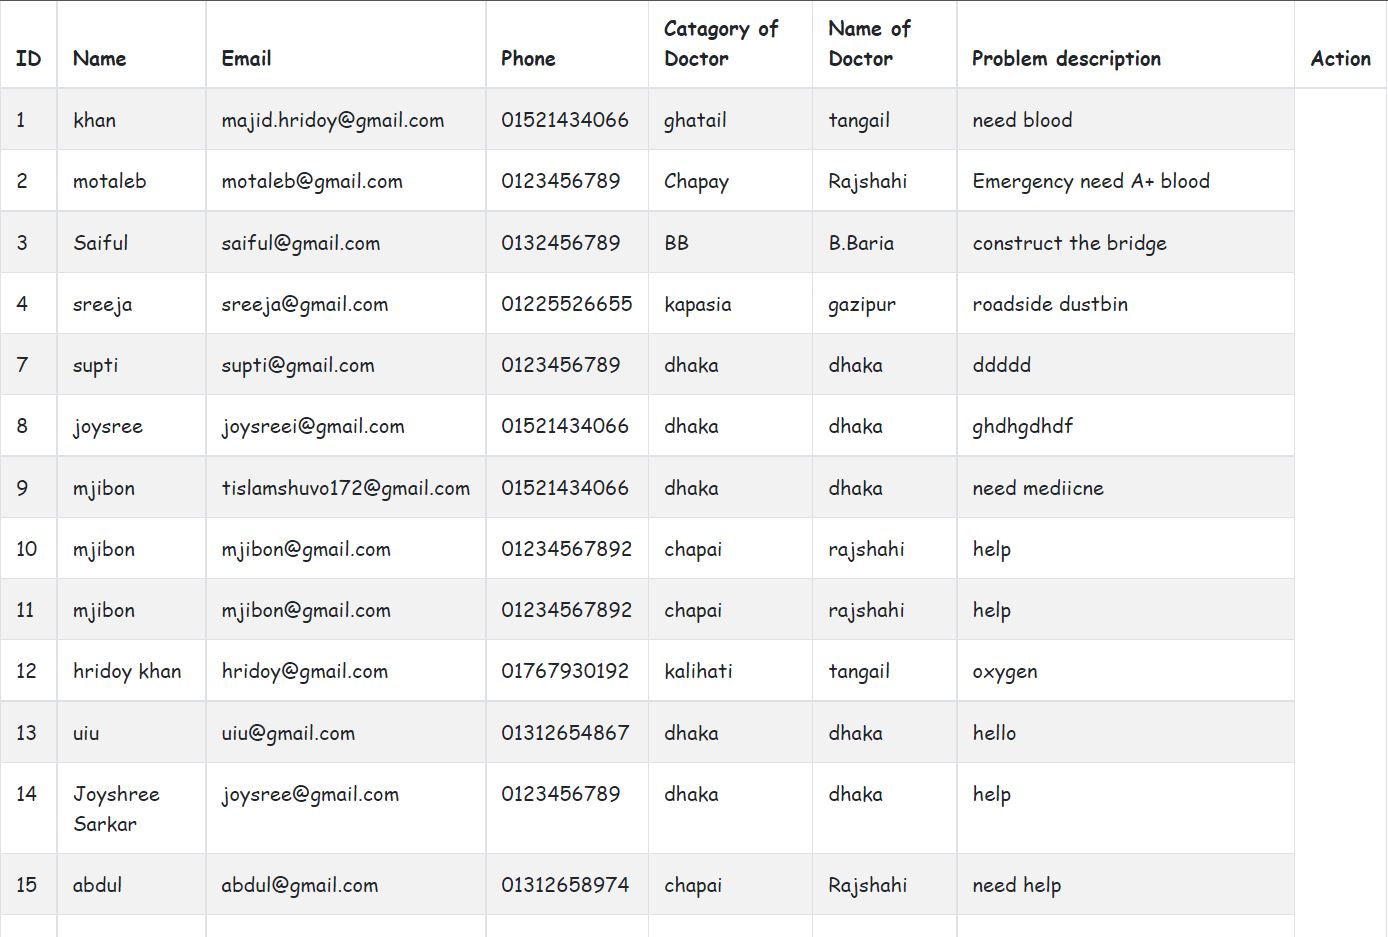 ID Name Email Phone Catagory of Doctor Name of Doctor Problem description Action
1 khan majid.hridoy@gmail.com 01521434066 ghatail tangail need blood
2 motaleb motaleb@gmail.com 0123456789 Chapay Rajshahi Emergency need A+ blood
3 Saiful saiful@gmail.com 0132456789 BB B.Baria construct the bridge
4 sreeja sreeja@gmail.com 01225526655 kapasia gazipur roadside dustbin
7 supti supti@gmail.com 0123456789 dhaka dhaka ddddd
8 joysree joysreei@gmail.com 01521434066 dhaka dhaka ghdhgdhdf
9 mjibon tislamshuvo172@gmail.com 01521434066 dhaka dhaka need mediicne
10 mjibon mjibon@gmail.com 01234567892 chapai rajshahi help
11 mjibon mjibon@gmail.com 01234567892 chapai rajshahi help
12 hridoy khan hridoy@gmail.com 01767930192 kalihati tangail oxygen
13 uiu uiu@gmail.com 01312654867 dhaka dhaka hello
14 Joyshree Sarkar joysree@gmail.com 0123456789 dhaka dhaka help
15 abdul abdul@gmail.com 01312658974 chapai Rajshahi need help